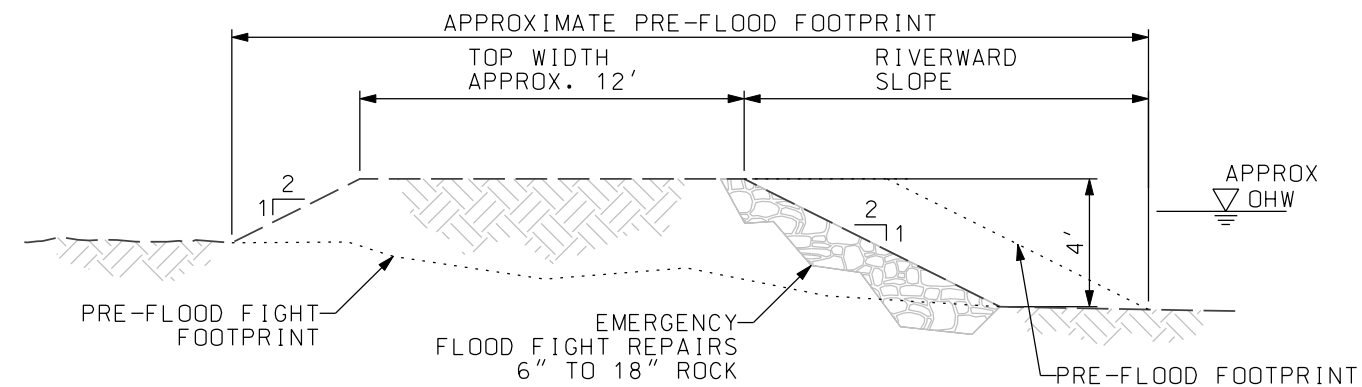 APPROXIMATE PRE-FLOOD FOOTPRINT
TOP WIDTH
APPROX. 12'
RIVERWARD
SLOPE
APPROX
OHW
2
1
2
1
4'
PRE-FLOOD FIGHT
FOOTPRINT
EMERGENCY
FLOOD FIGHT REPAIRS
6" TO 18" ROCK
PRE-FLOOD FOOTPRINT